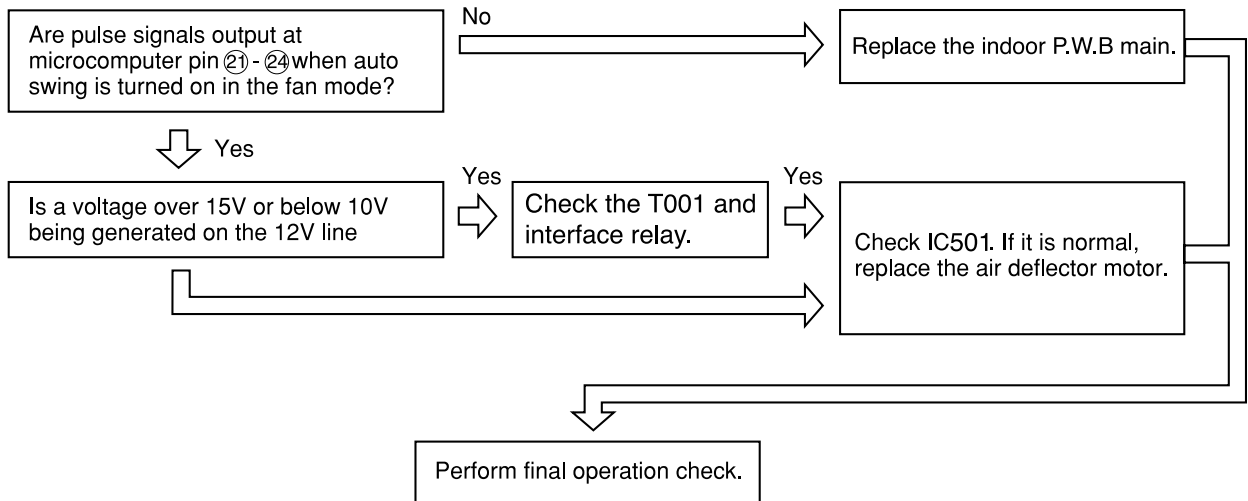 Are pulse signals output at
microcomputer pin ㉑ - ㉔ when auto
swing is turned on in the fan mode?
No
Replace the indoor P.W.B main.
Yes
Is a voltage over 15V or below 10V
being generated on the 12V line
Yes
Check the T001 and
interface relay.
Yes
Check IC501. If it is normal,
replace the air deflector motor.
Perform final operation check.